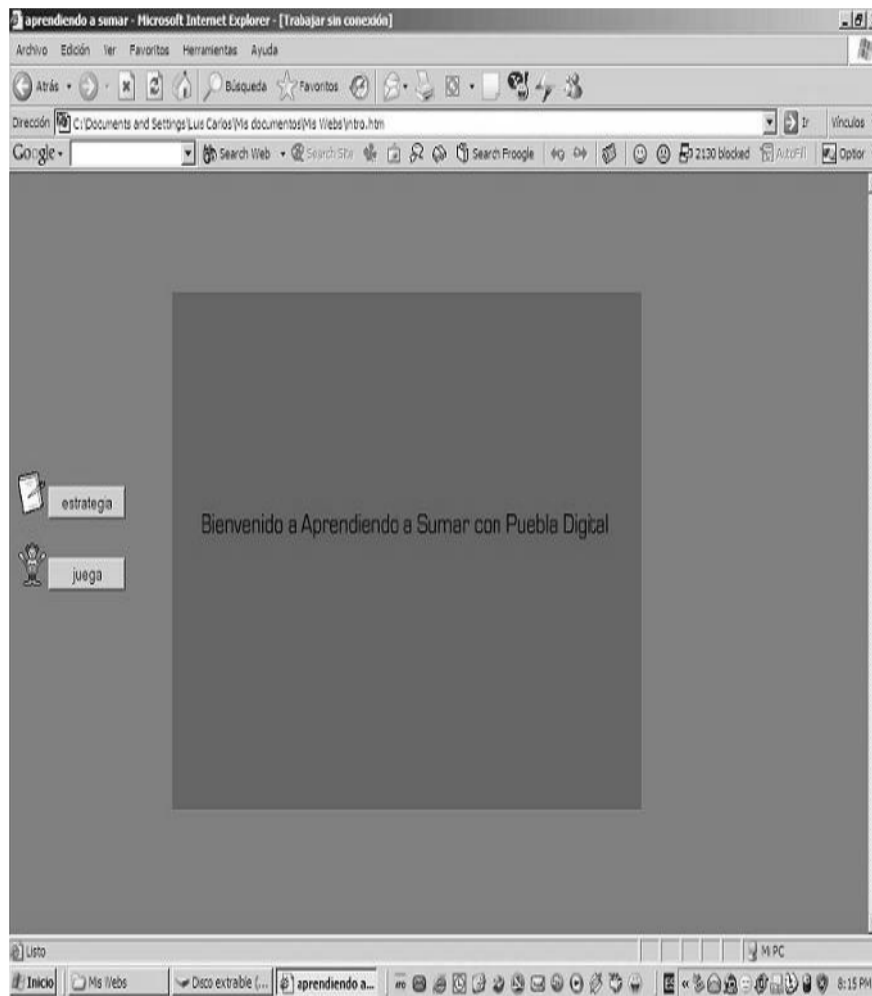 aprendiendo a sumar - Microsoft Internet Explorer - [Trabajar sin conexión]
Archivo Edición Ver Favoritos Herramientas Ayuda
Atrás Búsqueda Favoritos
Dirección C:\Documents and Settings\Luis Carlos\Mis documentos\Mis Webs\intro.htm Ir Vínculos
Google Search Web Search Site Search Froogle 2130 blocked AutoFill Option
estrategia
Bienvenido a Aprendiendo a Sumar con Puebla Digital
juega
Listo Mi PC
Inicio Mis Webs Disco extraíble (... aprendiendo a... 8:15 PM